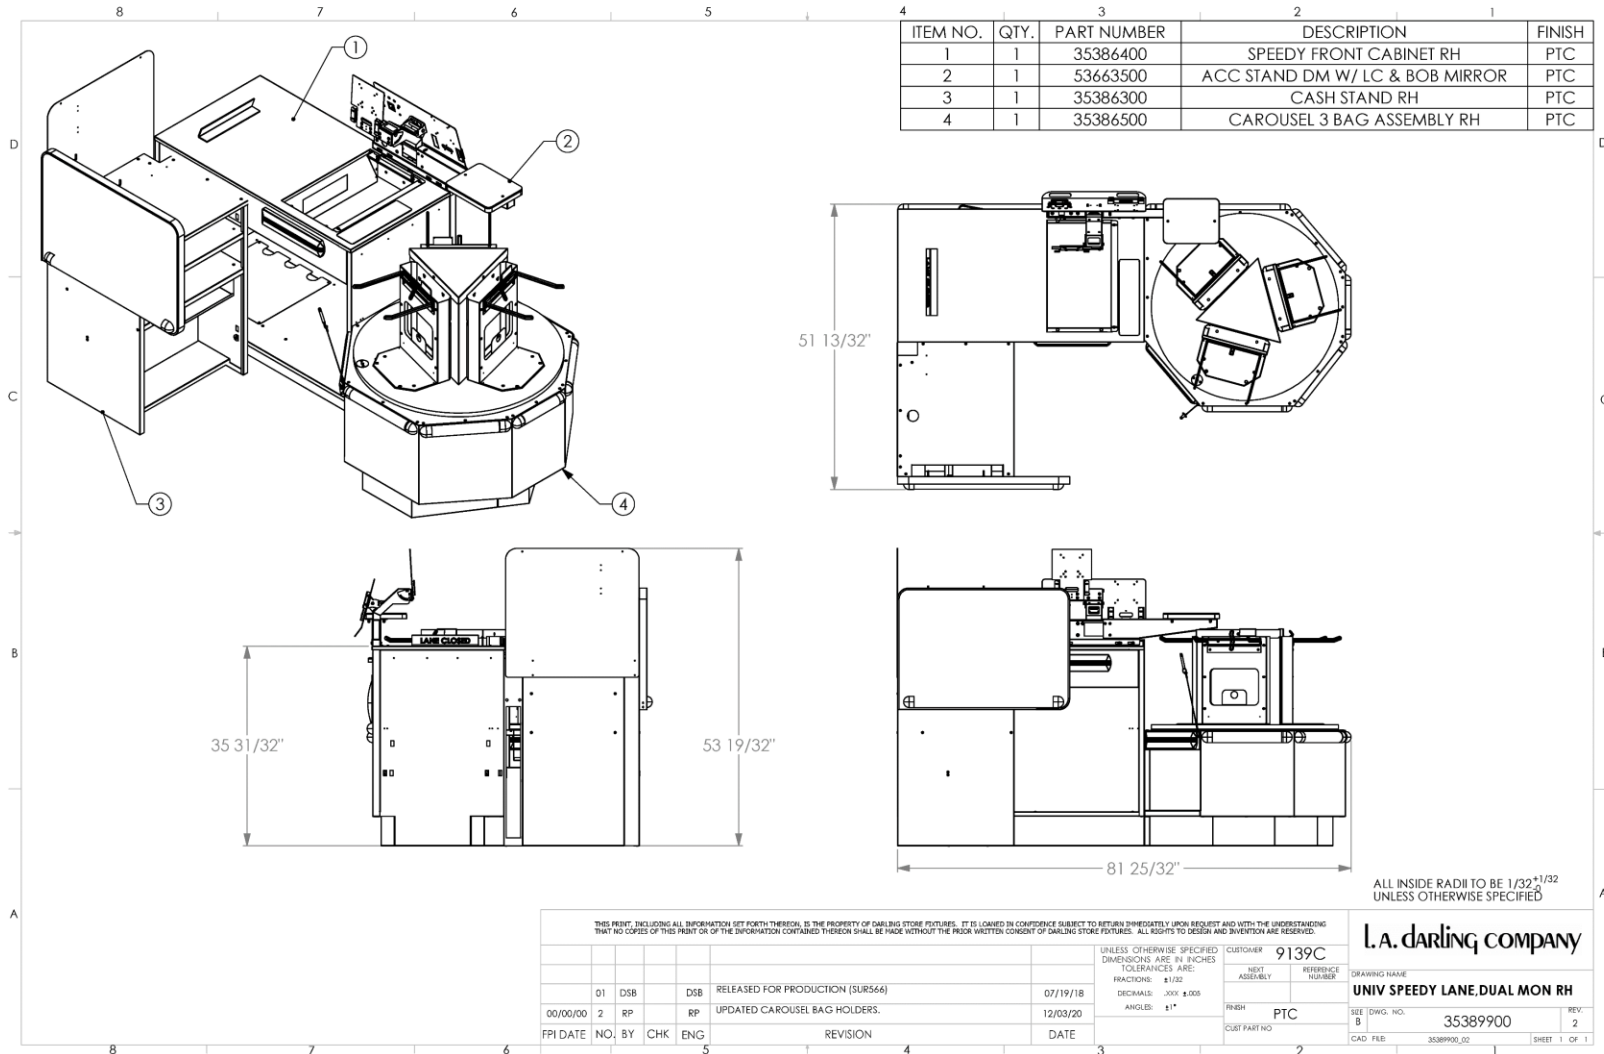 8 7 6 5 4 3 2 1
ITEM NO. QTY. PART NUMBER DESCRIPTION FINISH
1 1 35386400 SPEEDY FRONT CABINET RH PTC
2 1 53663500 ACC STAND DM W/ LC & BOB MIRROR PTC
3 1 35386300 CASH STAND RH PTC
4 1 35386500 CAROUSEL 3 BAG ASSEMBLY RH PTC
1
2
D D
51 13/32"
C C
3
4
LANE CLOSED
B B
35 31/32"
53 19/32"
81 25/32"
ALL INSIDE RADII TO BE 1/32 +1/32 -0
UNLESS OTHERWISE SPECIFIED
A A
THIS PRINT, INCLUDING ALL INFORMATION SET FORTH THEREON, IS THE PROPERTY OF DARLING STORE FIXTURES. IT IS LOANED IN CONFIDENCE SUBJECT TO RETURN IMMEDIATELY UPON REQUEST AND WITH THE UNDERSTANDING
THAT NO COPIES OF THIS PRINT OR OF THE INFORMATION CONTAINED THEREON SHALL BE MADE WITHOUT THE PRIOR WRITTEN CONSENT OF DARLING STORE FIXTURES. ALL RIGHTS TO DESIGN AND INVENTION ARE RESERVED.
01 DSB DSB RELEASED FOR PRODUCTION (SUR566) 07/19/18
00/00/00 2 RP RP UPDATED CAROUSEL BAG HOLDERS. 12/03/20
FPI DATE NO. BY CHK ENG REVISION DATE
UNLESS OTHERWISE SPECIFIED
DIMENSIONS ARE IN INCHES
TOLERANCES ARE:
FRACTIONS: ±1/32
DECIMALS: .XXX ±.005
ANGLES: ±1°
CUSTOMER 9139C
NEXT ASSEMBLY REFERENCE NUMBER
FINISH PTC
CUST PART NO
l.a. darling company
DRAWING NAME
UNIV SPEEDY LANE,DUAL MON RH
SIZE B DWG. NO. 35389900 REV. 2
CAD FILE: 35389900_02 SHEET 1 OF 1
8 7 6 5 4 3 2 1